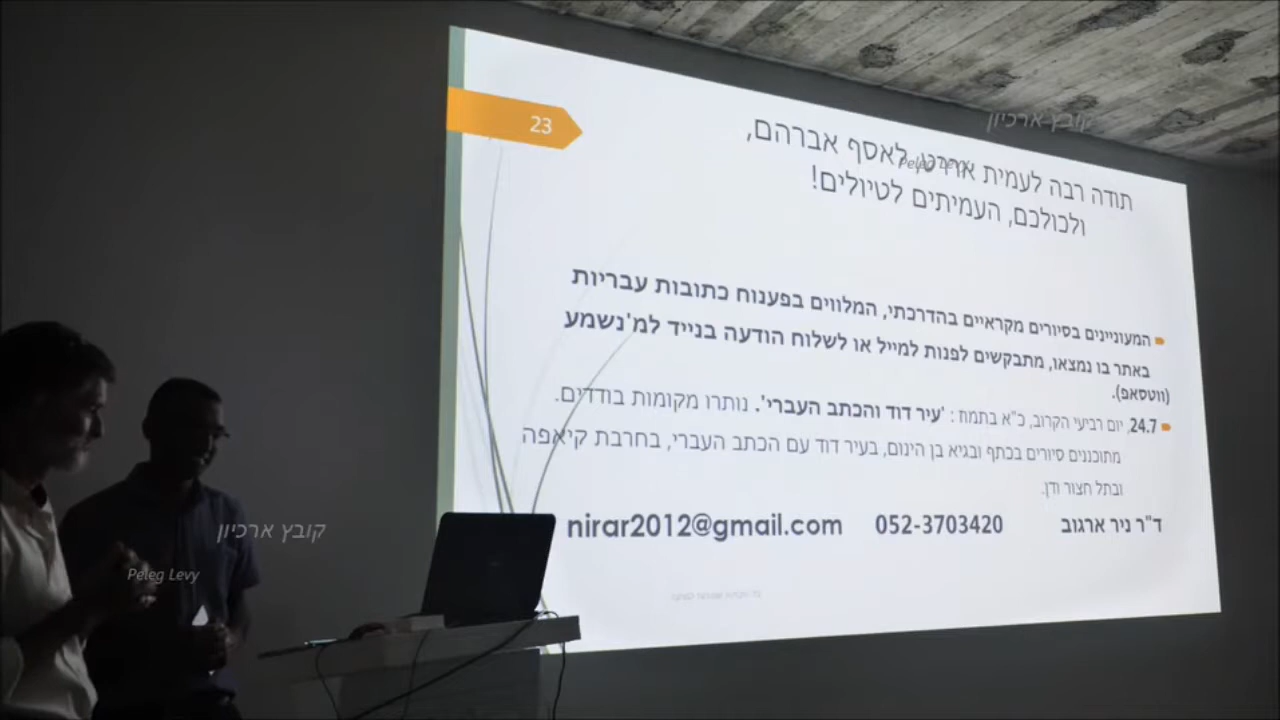 23
תודה רבה לעמית ארד, לאסף אברהם,
ולכולכם, העמיתים לטיולים!
המעוניינים בסיורים מקראיים בהדרכתי, המלווים בפענוח כתובות עבריות
באתר בו נמצאו, מתבקשים לפנות למייל או לשלוח הודעה בנייד למ'נשמע
(ווטסאפ).
24.7, יום רביעי הקרוב, כ"א בתמוז : 'עיר דוד והכתב העברי'. נותרו מקומות בודדים.
מתוכננים סיורים בכתף ובגיא בן הינום, בעיר דוד עם הכתב העברי, בחרבת קיאפה
ובתל חצור ודן.
ד"ר ניר ארגוב 052-3703420 nirar2012@gmail.com
קובץ ארכיון
Peleg Levy
קובץ ארכיון
Peleg Levy